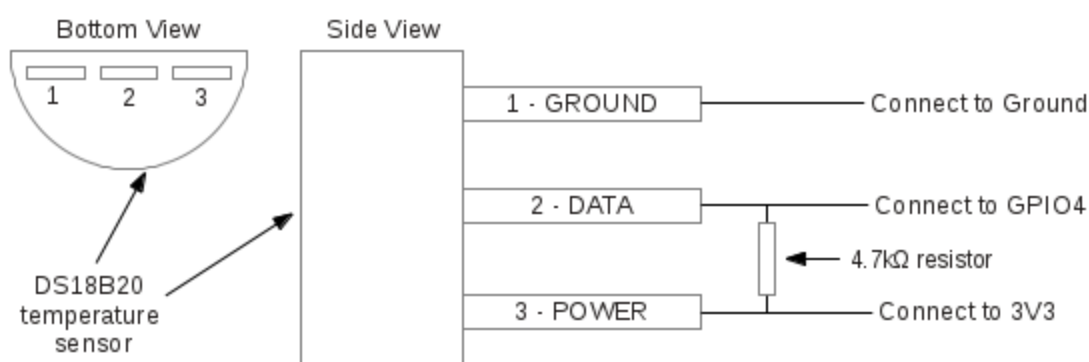 Bottom View
Side View
1 2 3
1 - GROUND
Connect to Ground
2 - DATA
Connect to GPIO4
4.7kΩ resistor
3 - POWER
Connect to 3V3
DS18B20
temperature
sensor